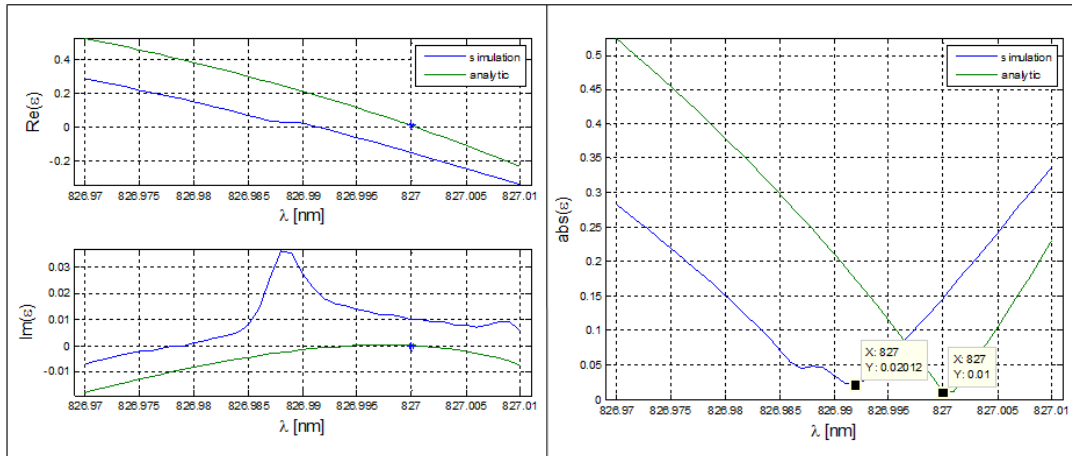 0.4
0.2
0
-0.2
Re(ε)
s imulation
analytic
826.97 826.975 826.98 826.985 826.99 826.995 827 827.005 827.01
λ [nm]
0.03
0.02
0.01
0
-0.01
Im(ε)
826.97 826.975 826.98 826.985 826.99 826.995 827 827.005 827.01
λ [nm]
0.5
0.45
0.4
0.35
0.3
0.25
0.2
0.15
0.1
0.05
0
abs(ε)
simulation
analytic
X: 827
Y: 0.02012
X: 827
Y: 0.01
826.97 826.975 826.98 826.985 826.99 826.995 827 827.005 827.01
λ [nm]